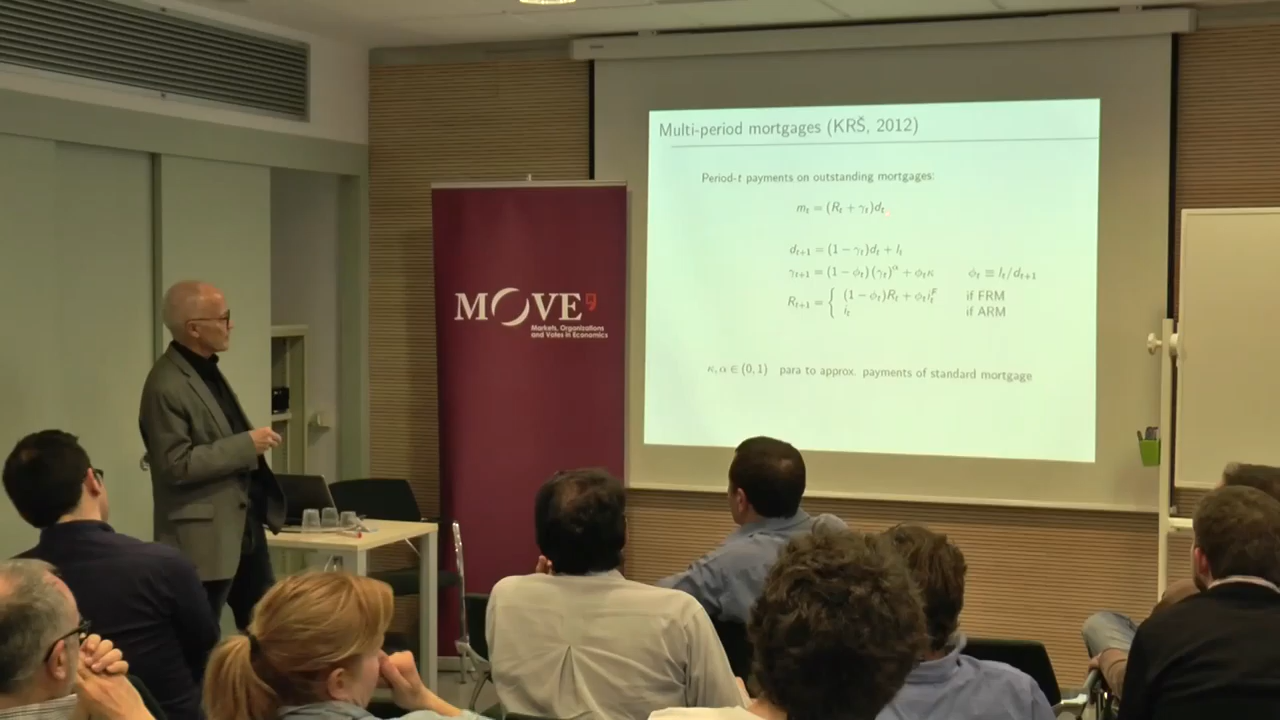 Multi-period mortgages (KRŠ, 2012)
Period-t payments on outstanding mortgages:
m_t = (R_t + γ_t)d_t
d_{t+1} = (1 − γ_t)d_t + l_t
γ_{t+1} = (1 − ϕ_t)(γ_t)^α + ϕ_tκ ϕ_t ≡ l_t/d_{t+1}
R_{t+1} = { (1 − ϕ_t)R_t + ϕ_t i_t^F if FRM
i_t if ARM
κ, α ∈ (0, 1) para to approx. payments of standard mortgage
MOVE
Markets, Organizations
and Votes in Economics